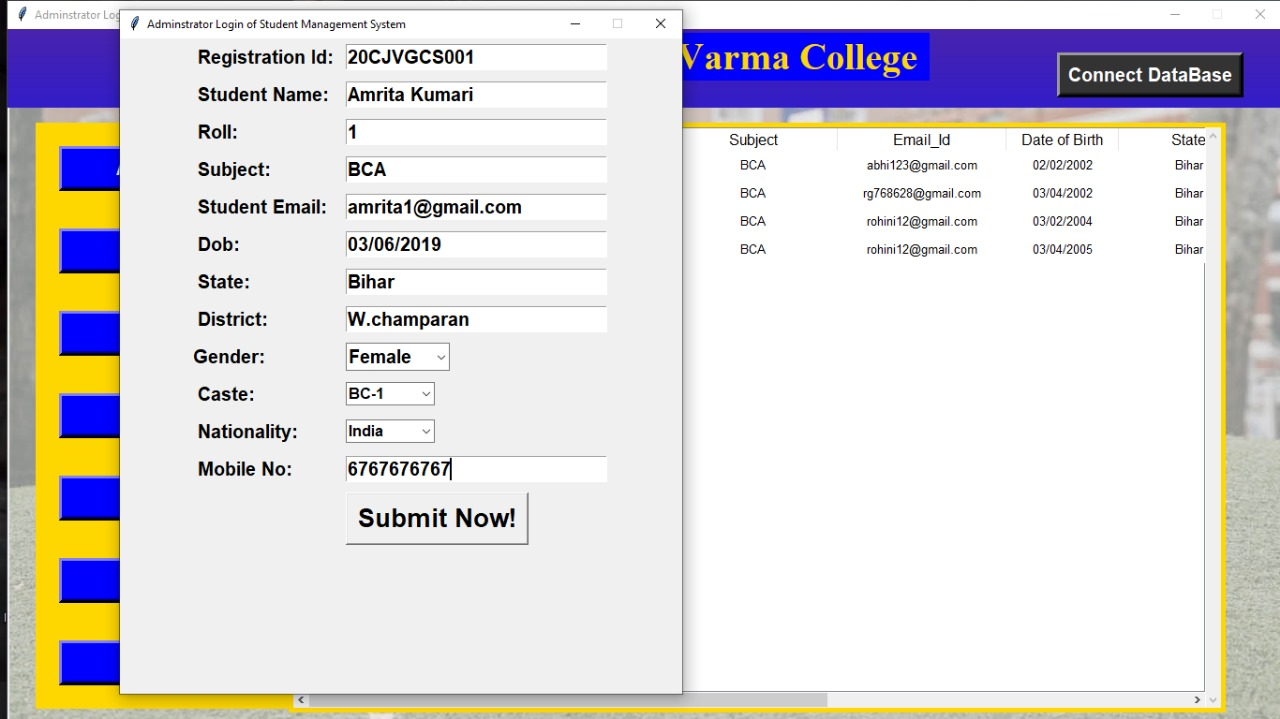 Adminstrator Log
Adminstrator Login of Student Management System
Varma College
Connect DataBase
Registration Id: 20CJVGCS001
Student Name: Amrita Kumari
Roll: 1
Subject: BCA
Student Email: amrita1@gmail.com
Dob: 03/06/2019
State: Bihar
District: W.champaran
Gender: Female
Caste: BC-1
Nationality: India
Mobile No: 6767676767
Submit Now!
Subject Email_Id Date of Birth State
BCA abhi123@gmail.com 02/02/2002 Bihar
BCA rg768628@gmail.com 03/04/2002 Bihar
BCA rohini12@gmail.com 03/02/2004 Bihar
BCA rohini12@gmail.com 03/04/2005 Bihar